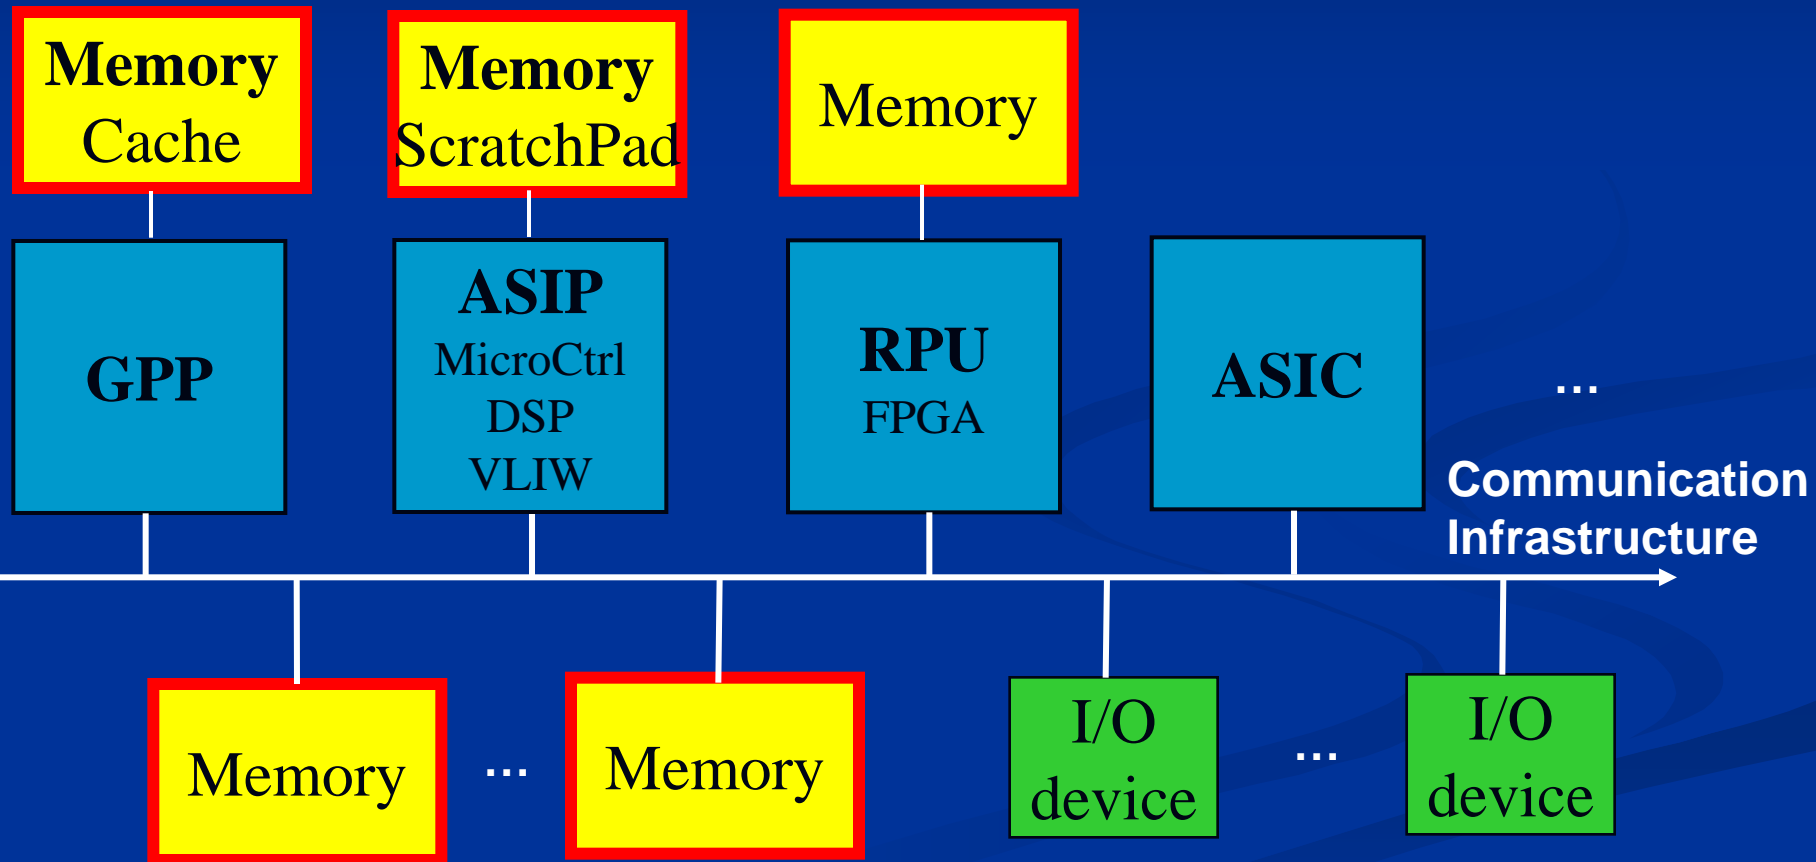 Memory
Cache
Memory
ScratchPad
Memory
GPP
ASIP
MicroCtrl
DSP
VLIW
RPU
FPGA
ASIC
...
Communication
Infrastructure
Memory
...
Memory
I/O
device
...
I/O
device